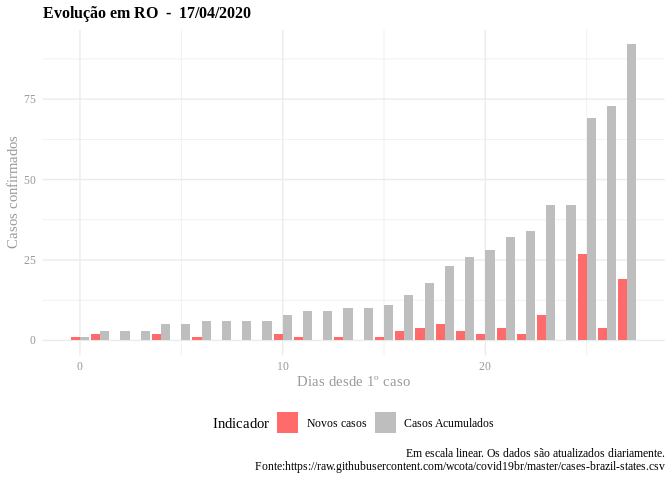 Evolução em RO  -  17/04/2020
Casos confirmados
75
50
25
0
0
10
20
Dias desde 1º caso
Indicador
Novos casos
Casos Acumulados
Em escala linear. Os dados são atualizados diariamente.
Fonte:https://raw.githubusercontent.com/wcota/covid19br/master/cases-brazil-states.csv